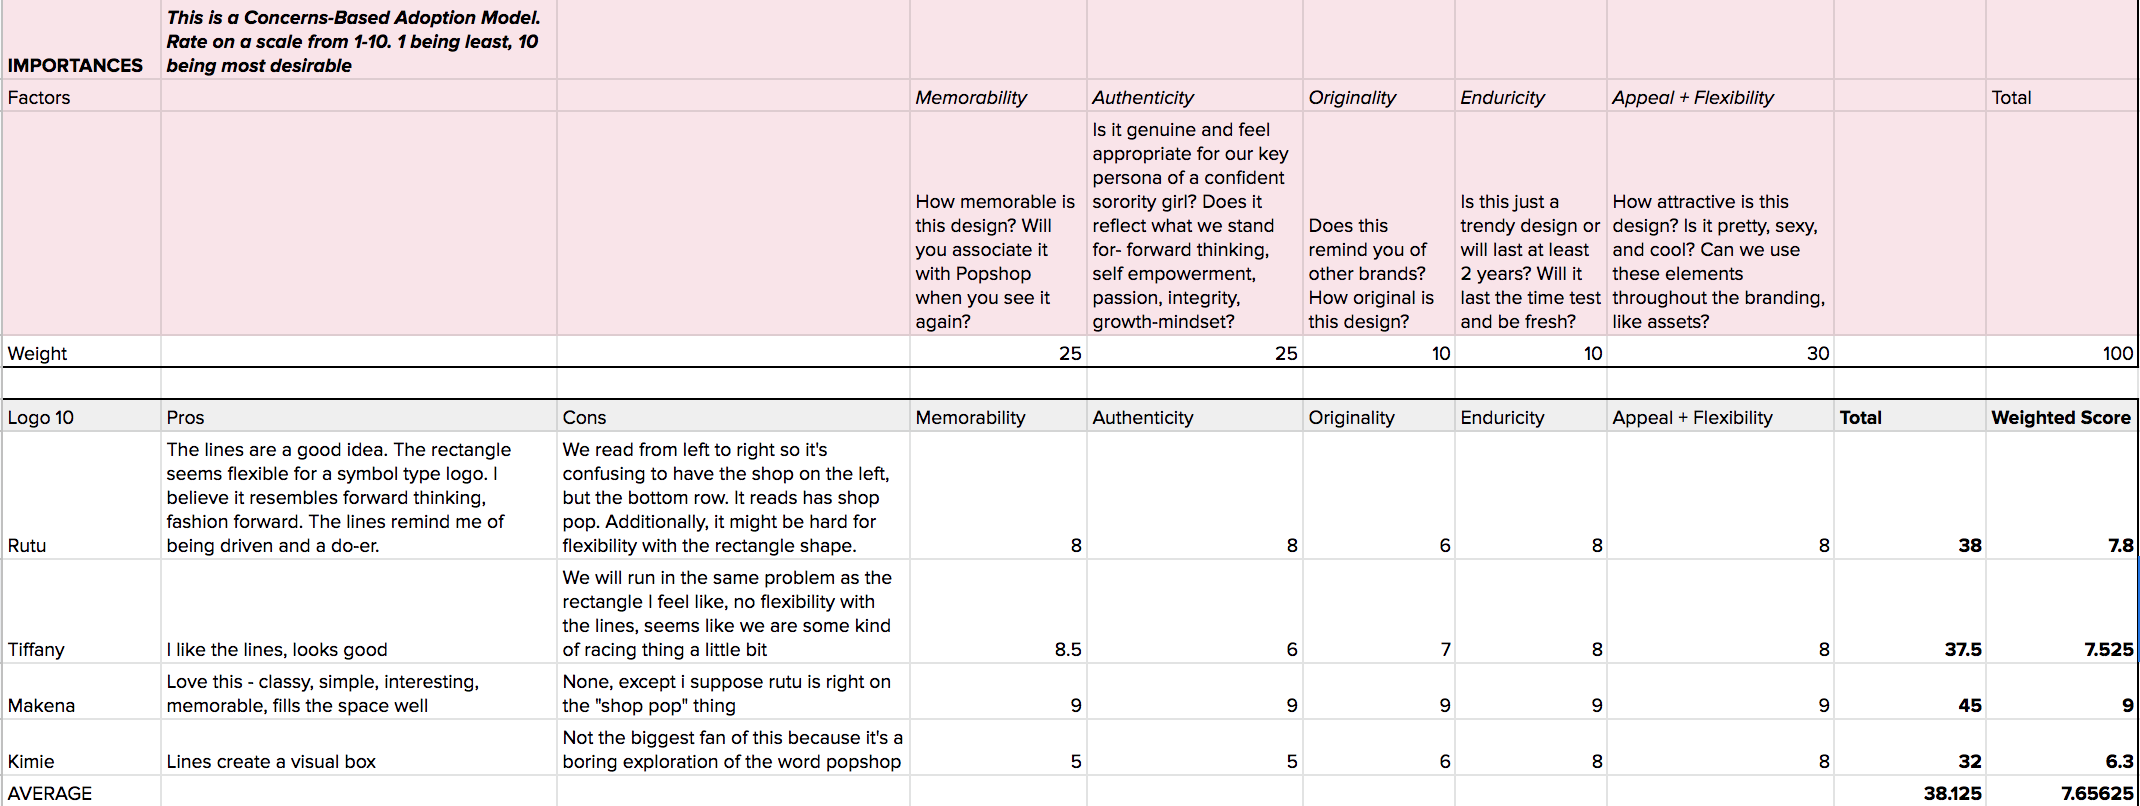 This is a Concerns-Based Adoption Model.
Rate on a scale from 1-10. 1 being least, 10
IMPORTANCES being most desirable
Factors Memorability Authenticity Originality Enduricity Appeal + Flexibility Total
How memorable is
this design? Will
you associate it
with Popshop
when you see it
again?
Is it genuine and feel
appropriate for our key
persona of a confident
sorority girl? Does it
reflect what we stand
for- forward thinking,
self empowerment,
passion, integrity,
growth-mindset?
Does this
remind you of
other brands?
How original is
this design?
Is this just a
trendy design or
will last at least
2 years? Will it
last the time test
and be fresh?
How attractive is this
design? Is it pretty, sexy,
and cool? Can we use
these elements
throughout the branding,
like assets?
Weight 25 25 10 10 30 100
Logo 10 Pros Cons Memorability Authenticity Originality Enduricity Appeal + Flexibility Total Weighted Score
Rutu
The lines are a good idea. The rectangle
seems flexible for a symbol type logo. I
believe it resembles forward thinking,
fashion forward. The lines remind me of
being driven and a do-er.
We read from left to right so it's
confusing to have the shop on the left,
but the bottom row. It reads has shop
pop. Additionally, it might be hard for
flexibility with the rectangle shape.
8 8 6 8 8 38 7.8
Tiffany
I like the lines, looks good
We will run in the same problem as the
rectangle I feel like, no flexibility with
the lines, seems like we are some kind
of racing thing a little bit
8.5 6 7 8 8 37.5 7.525
Makena
Love this - classy, simple, interesting,
memorable, fills the space well
None, except i suppose rutu is right on
the "shop pop" thing
9 9 9 9 9 45 9
Kimie
Lines create a visual box
Not the biggest fan of this because it's a
boring exploration of the word popshop
5 5 6 8 8 32 6.3
AVERAGE 38.125 7.65625